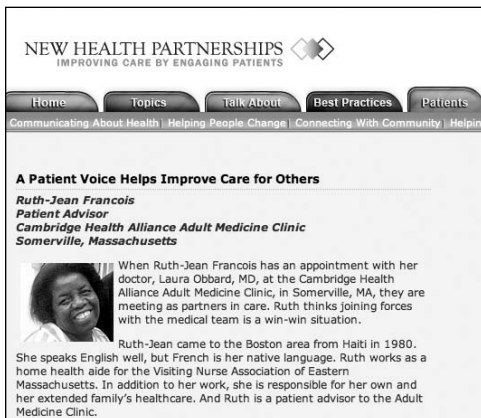 NEW HEALTH PARTNERSHIPS
IMPROVING CARE BY ENGAGING PATIENTS
Home Topics Talk About Best Practices Patients
Communicating About Health| Helping People Change| Connecting With Community| Helpin
A Patient Voice Helps Improve Care for Others
Ruth-Jean Francois
Patient Advisor
Cambridge Health Alliance Adult Medicine Clinic
Somerville, Massachusetts
When Ruth-Jean Francois has an appointment with her
doctor, Laura Obbard, MD, at the Cambridge Health
Alliance Adult Medicine Clinic, in Somerville, MA, they are
meeting as partners in care. Ruth thinks joining forces
with the medical team is a win-win situation.
Ruth-Jean came to the Boston area from Haiti in 1980.
She speaks English well, but French is her native language. Ruth works as a
home health aide for the Visiting Nurse Association of Eastern
Massachusetts. In addition to her work, she is responsible for her own and
her extended family's healthcare. And Ruth is a patient advisor to the Adult
Medicine Clinic.